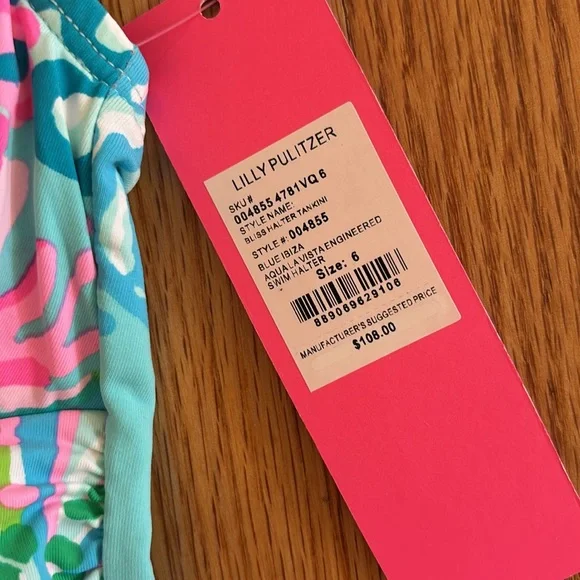 LILLY PULITZER
SKU#
004855 4781VQ 6
STYLE NAME:
BLISS HALTER TANKINI
STYLE #: 004855
BLUE IBIZA
AQUA LA VISTA ENGINEERED
SWIM HALTER
Size: 6
889069629106
MANUFACTURER'S SUGGESTED PRICE
$108.00